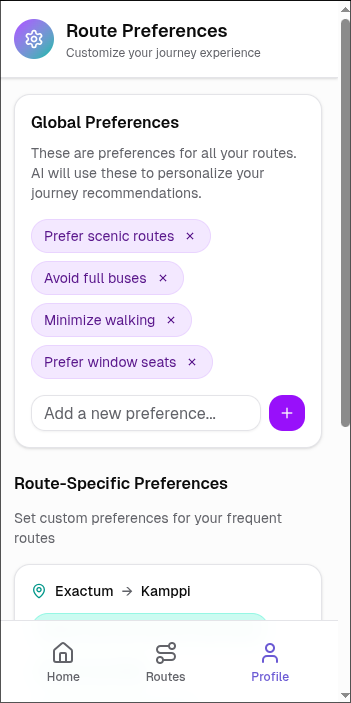 Route Preferences
Customize your journey experience
Global Preferences
These are preferences for all your routes.
AI will use these to personalize your
journey recommendations.
Prefer scenic routes ×
Avoid full buses ×
Minimize walking ×
Prefer window seats ×
Add a new preference... +
Route-Specific Preferences
Set custom preferences for your frequent
routes
Exactum → Kamppi
Home Routes Profile